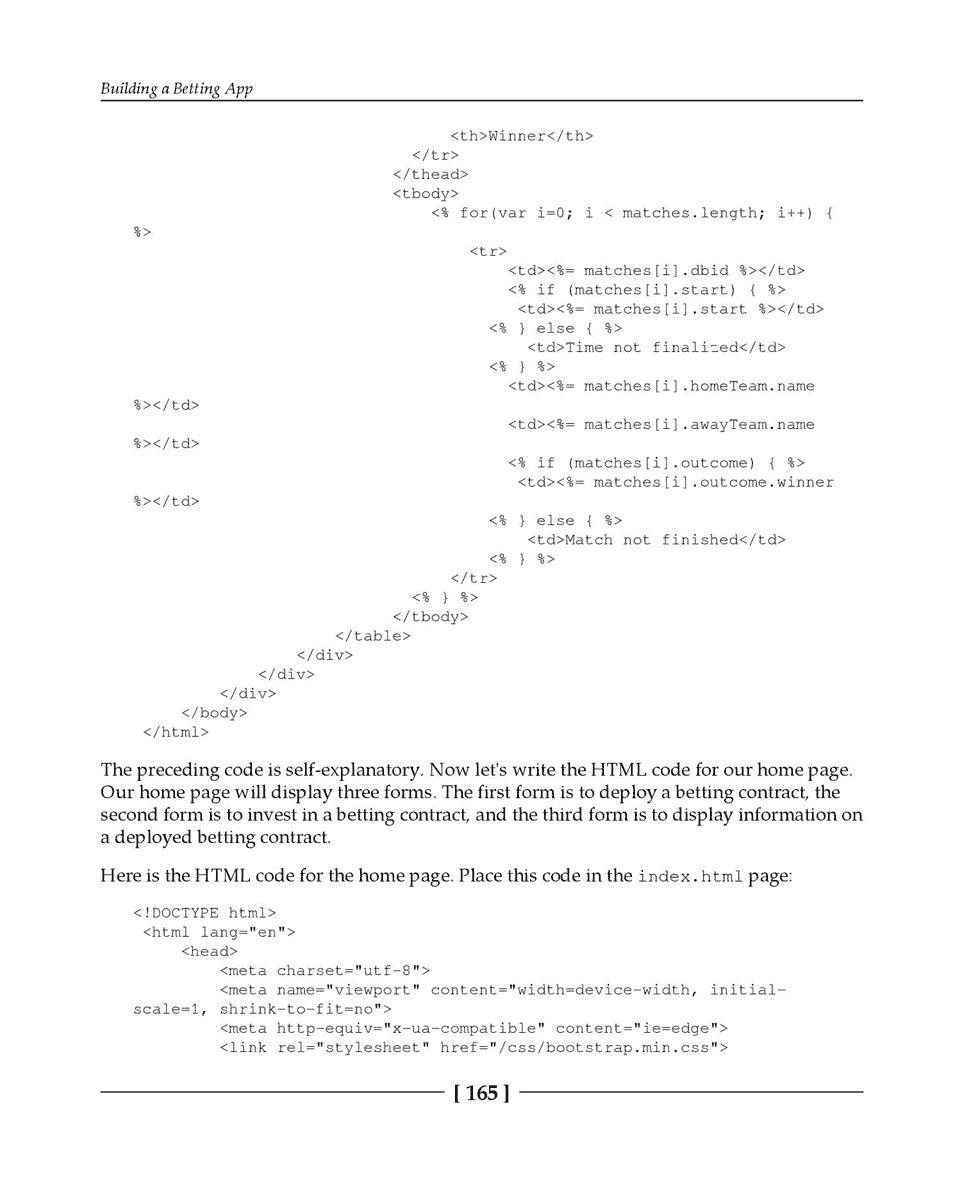 Building a Betting App
<th>Winner</th>
</tr>
</thead>
<tbody>
<% for(var i=0; i < matches.length; i++) {
%>
<tr>
<td><%= matches[i].dbid %></td>
<% if (matches[i].start) { %>
<td><%= matches[i].start %></td>
<% } else { %>
<td>Time not finalized</td>
<% } %>
<td><%= matches[i].homeTeam.name
%></td>
<td><%= matches[i].awayTeam.name
%></td>
<% if (matches[i].outcome) { %>
<td><%= matches[i].outcome.winner
%></td>
<% } else { %>
<td>Match not finished</td>
<% } %>
</tr>
<% } %>
</tbody>
</table>
</div>
</div>
</div>
</body>
</html>
The preceding code is self-explanatory. Now let's write the HTML code for our home page.
Our home page will display three forms. The first form is to deploy a betting contract, the
second form is to invest in a betting contract, and the third form is to display information on
a deployed betting contract.
Here is the HTML code for the home page. Place this code in the index.html page:
<!DOCTYPE html>
<html lang="en">
<head>
<meta charset="utf-8">
<meta name="viewport" content="width=device-width, initial-
scale=1, shrink-to-fit=no">
<meta http-equiv="x-ua-compatible" content="ie=edge">
<link rel="stylesheet" href="/css/bootstrap.min.css">
[ 165 ]